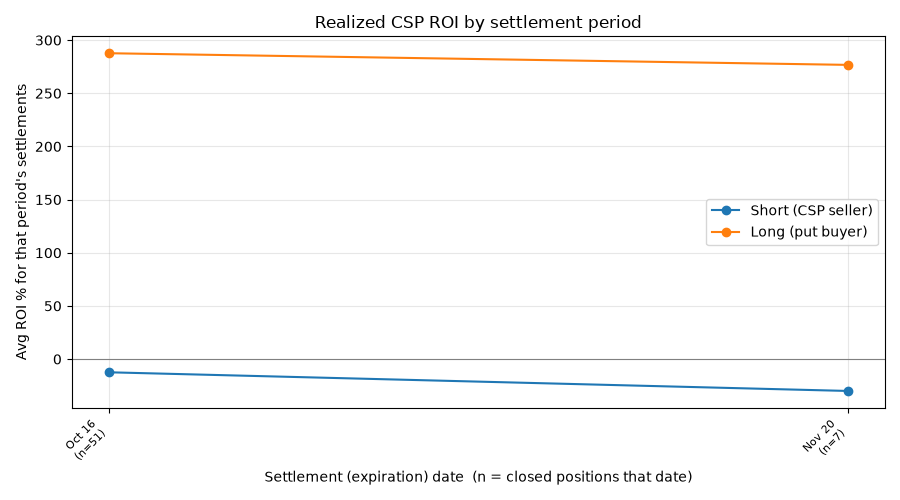 Realized CSP ROI by settlement period
Avg ROI % for that period's settlements
300
250
200
150
100
50
0
Short (CSP seller)
Long (put buyer)
Oct 16
(n=51)
Nov 20
(n=7)
Settlement (expiration) date  (n = closed positions that date)